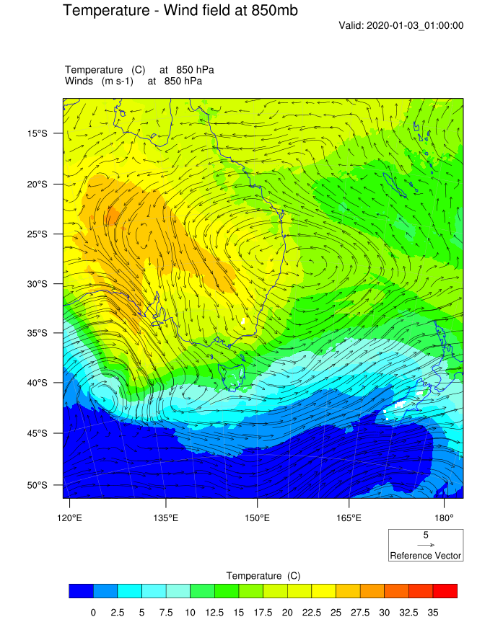 Temperature - Wind field at 850mb
Valid: 2020-01-03_01:00:00
Temperature (C) at 850 hPa
Winds (m s-1) at 850 hPa
15°S
20°S
25°S
30°S
35°S
40°S
45°S
50°S
120°E 135°E 150°E 165°E 180°
5
Reference Vector
Temperature (C)
0 2.5 5 7.5 10 12.5 15 17.5 20 22.5 25 27.5 30 32.5